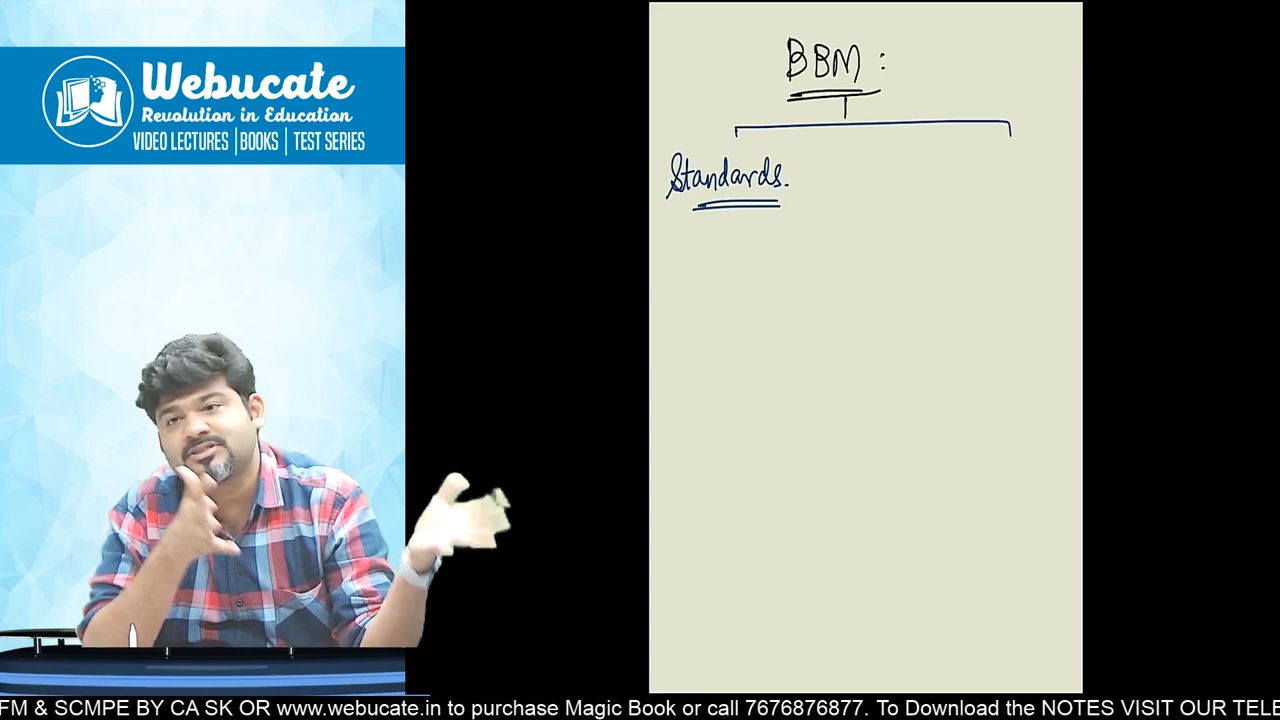 Webucate
Revolution in Education
VIDEO LECTURES | BOOKS | TEST SERIES
BBM :
Standards.
FM & SCMPE BY CA SK OR www.webucate.in to purchase Magic Book or call 7676876877. To Download the NOTES VISIT OUR TELE